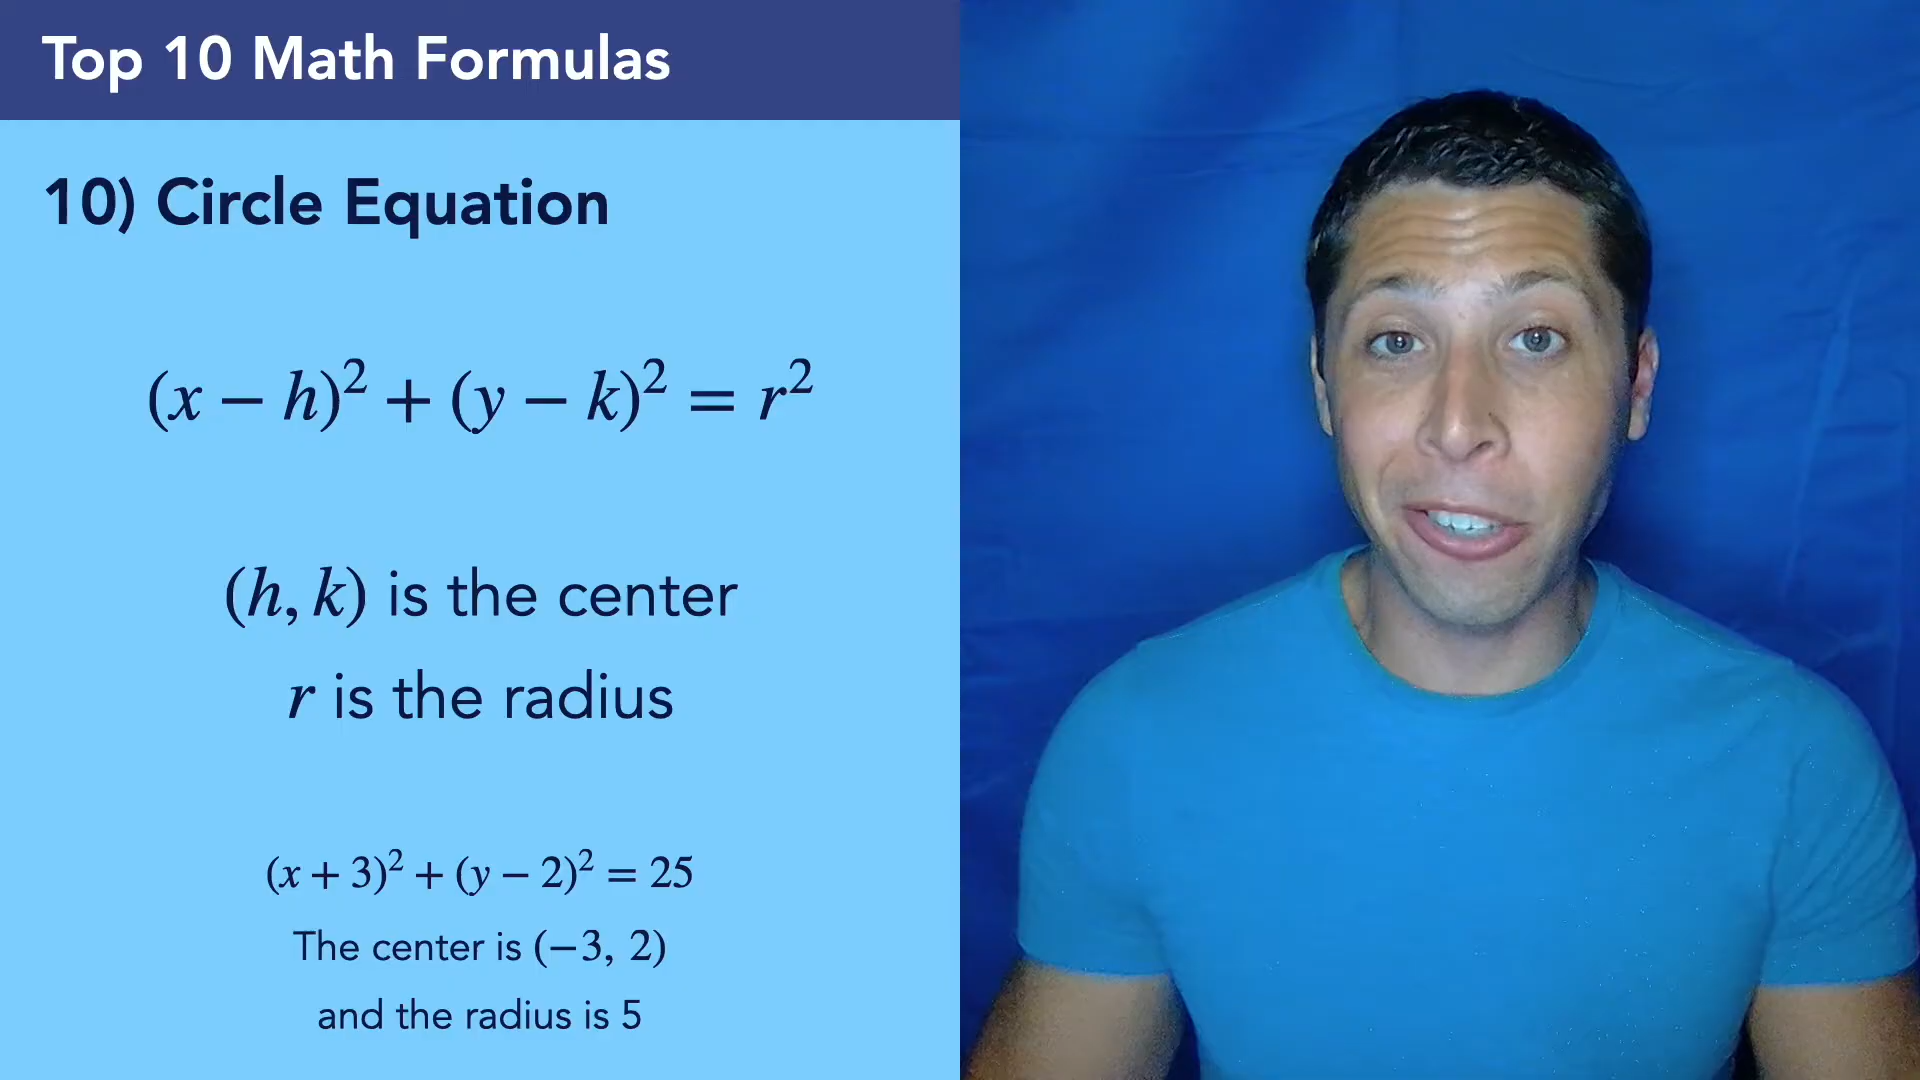 Top 10 Math Formulas
10) Circle Equation
(x − h)² + (y − k)² = r²
(h, k) is the center
r is the radius
(x + 3)² + (y − 2)² = 25
The center is (−3, 2)
and the radius is 5